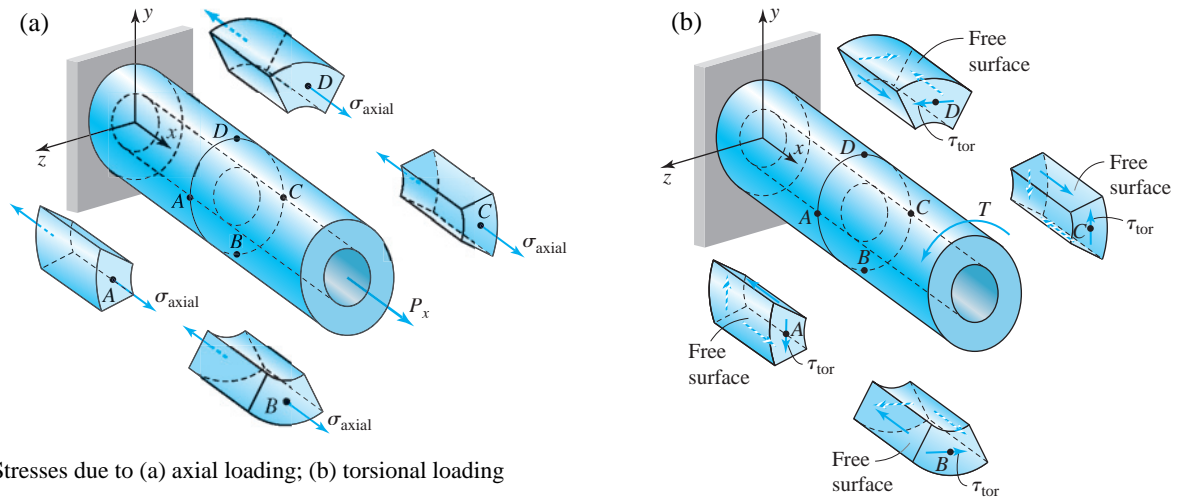 (a)
y
D
σaxial
x
z
D
C
A
B
C
σaxial
A
σaxial
Px
B
σaxial
(b)
y
Free
surface
D
τtor
x
z
D
A
C
B
T
Free
surface
C
τtor
A
Free
surface
τtor
B
Free
surface
τtor
Stresses due to (a) axial loading; (b) torsional loading